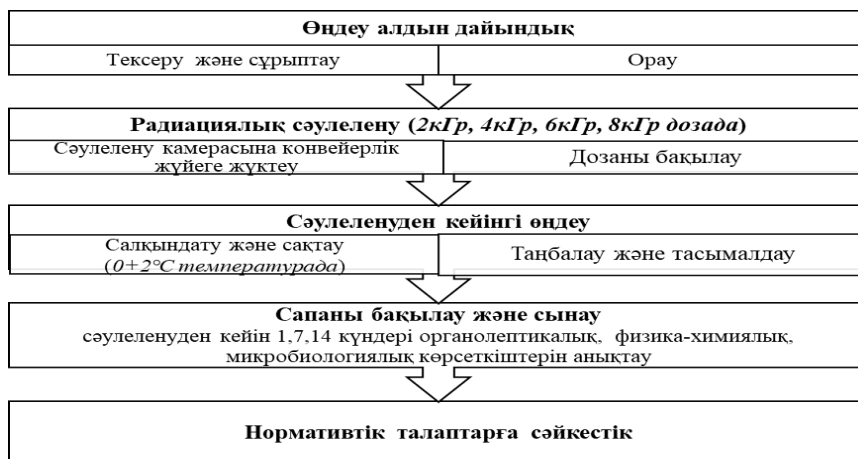 Өңдеу алдын дайындық
Тексеру және сұрыптау
Орау
Радиациялық сәулелену (2кГр, 4кГр, 6кГр, 8кГр дозада)
Сәулелену камерасына конвейерлік
жүйеге жүктеу
Дозаны бақылау
Сәулеленуден кейінгі өңдеу
Салқындату және сақтау
(0+2°С температурада)
Таңбалау және тасымалдау
Сапаны бақылау және сынау
сәулеленуден кейін 1,7,14 күндері органолептикалық, физика-химиялық,
микробиологиялық көрсеткіштерін анықтау
Нормативтік талаптарға сәйкестік